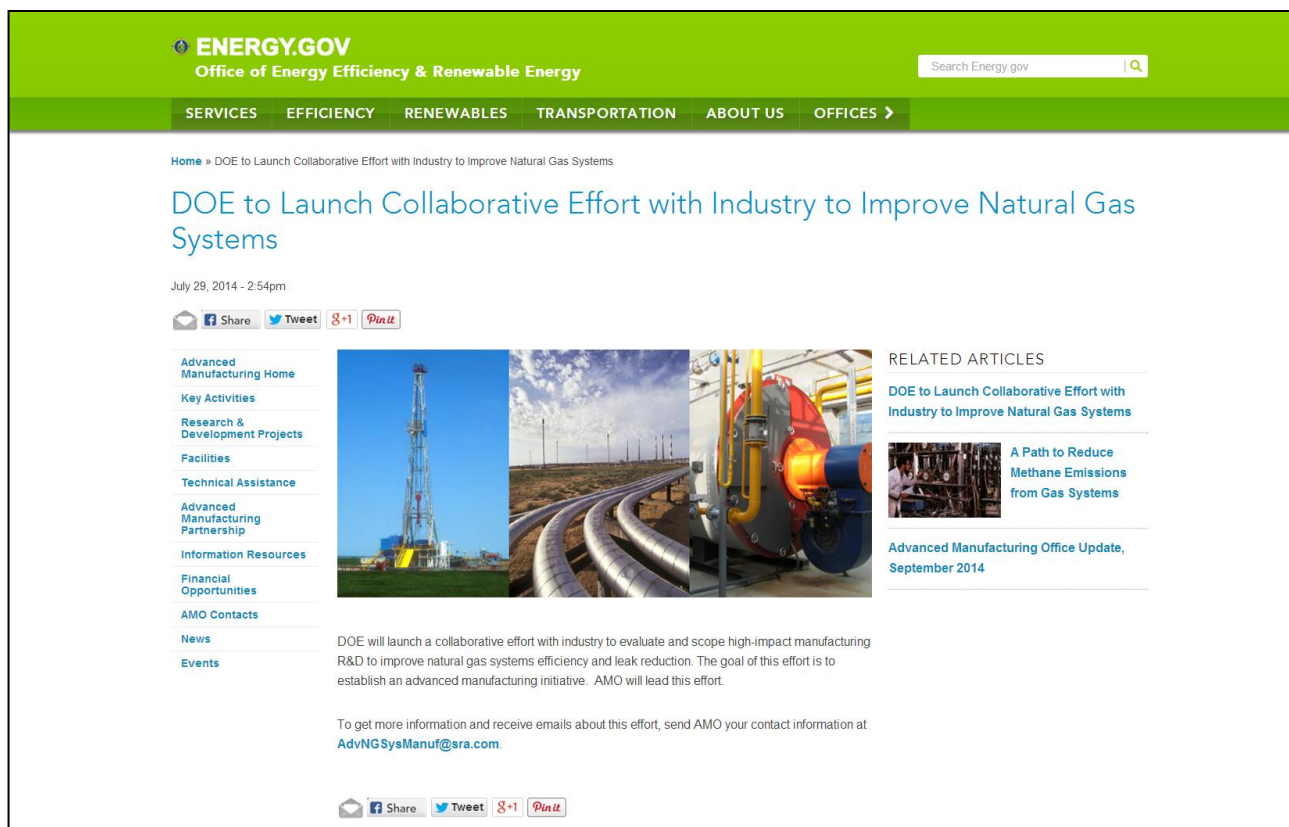 ENERGY.GOV
Office of Energy Efficiency & Renewable Energy
Search Energy.gov
SERVICES EFFICIENCY RENEWABLES TRANSPORTATION ABOUT US OFFICES
Home » DOE to Launch Collaborative Effort with Industry to Improve Natural Gas Systems
DOE to Launch Collaborative Effort with Industry to Improve Natural Gas
Systems
July 29, 2014 - 2:54pm
Share Tweet g+1 Pin it
Advanced
Manufacturing Home
Key Activities
Research &
Development Projects
Facilities
Technical Assistance
Advanced
Manufacturing
Partnership
Information Resources
Financial
Opportunities
AMO Contacts
News
Events
DOE will launch a collaborative effort with industry to evaluate and scope high-impact manufacturing
R&D to improve natural gas systems efficiency and leak reduction. The goal of this effort is to
establish an advanced manufacturing initiative. AMO will lead this effort.
To get more information and receive emails about this effort, send AMO your contact information at
AdvNGSysManuf@sra.com.
Share Tweet g+1 Pin it
RELATED ARTICLES
DOE to Launch Collaborative Effort with
Industry to Improve Natural Gas Systems
A Path to Reduce
Methane Emissions
from Gas Systems
Advanced Manufacturing Office Update,
September 2014